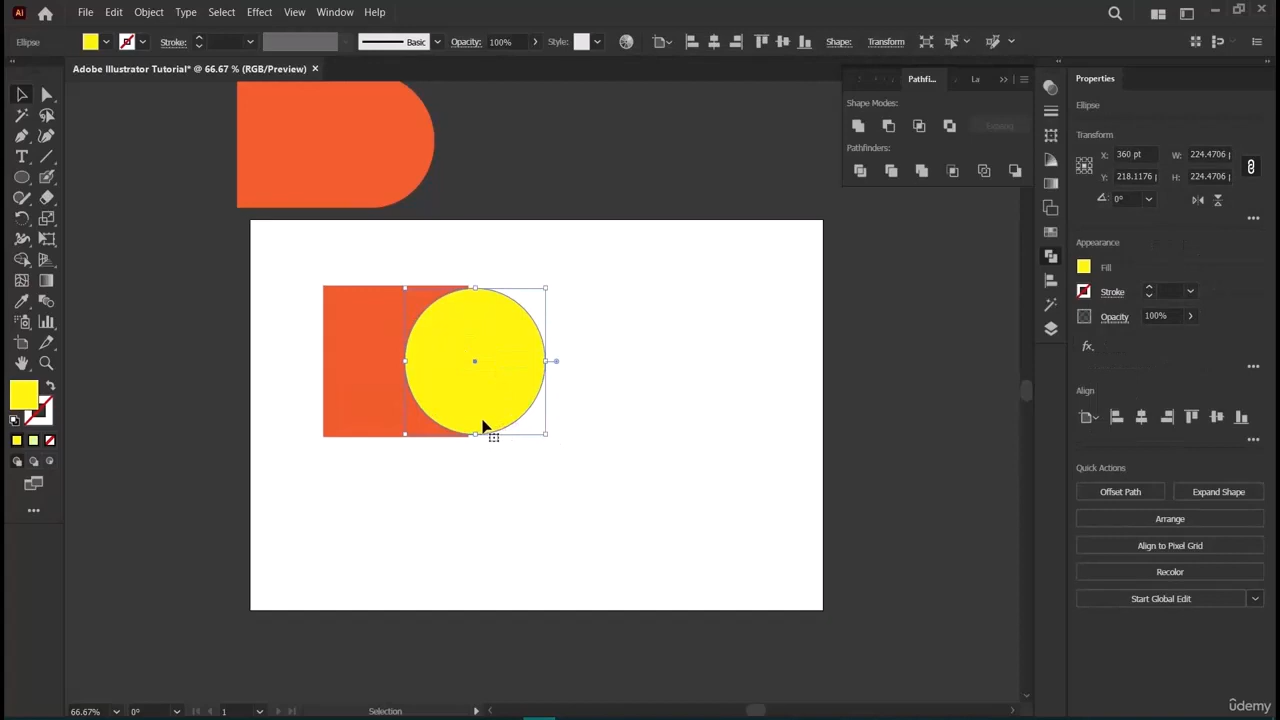 Ai File Edit Object Type Select Effect View Window Help
Ellipse Stroke: Basic Opacity: 100% Style: Shape: Transform
Adobe Illustrator Tutorial* @ 66.67 % (RGB/Preview) ×
Pathfi... La
Shape Modes:
Expand
Pathfinders:
Properties
Ellipse
Transform
X: 360 pt W: 224.4706
Y: 218.1176 H: 224.4706
0°
Appearance
Fill
Stroke
Opacity 100%
fx
Align
Quick Actions
Offset Path Expand Shape
Arrange
Align to Pixel Grid
Recolor
Start Global Edit
66.67% 0° 1 Selection
udemy